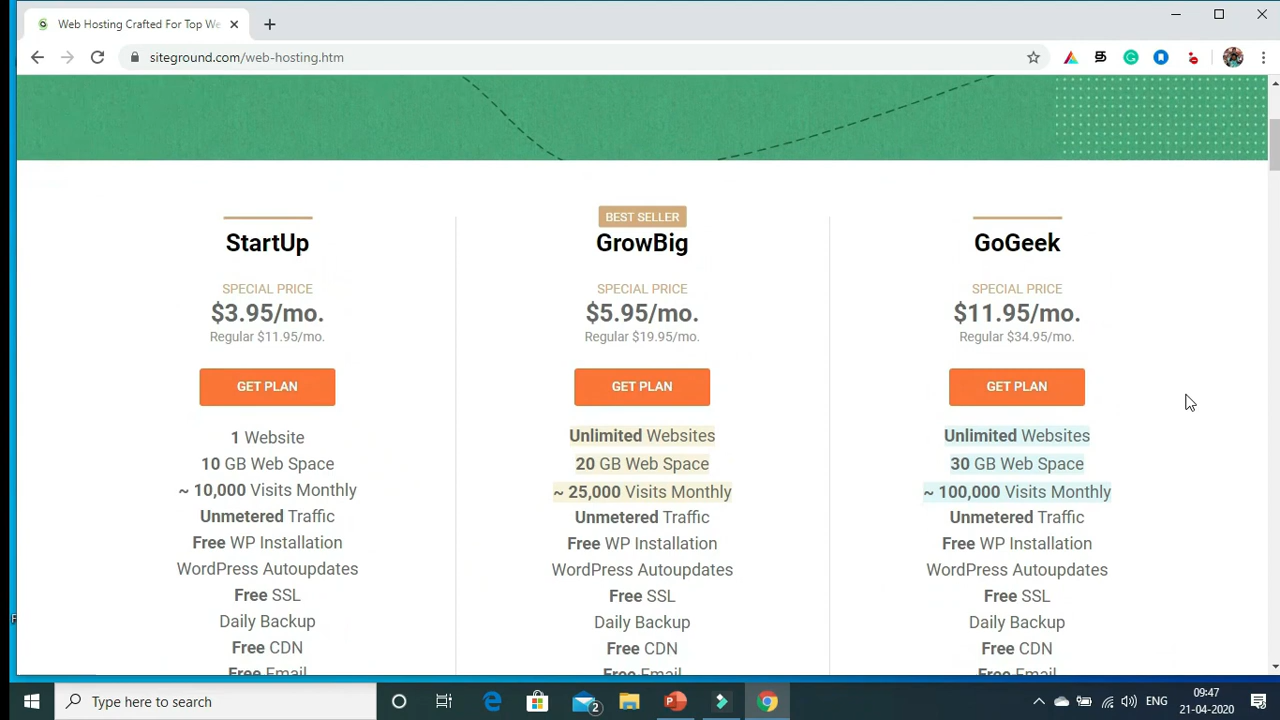 Web Hosting Crafted For Top We
siteground.com/web-hosting.htm
StartUp
SPECIAL PRICE
$3.95/mo.
Regular $11.95/mo.
GET PLAN
1 Website
10 GB Web Space
~ 10,000 Visits Monthly
Unmetered Traffic
Free WP Installation
WordPress Autoupdates
Free SSL
Daily Backup
Free CDN
Free Email
BEST SELLER
GrowBig
SPECIAL PRICE
$5.95/mo.
Regular $19.95/mo.
GET PLAN
Unlimited Websites
20 GB Web Space
~ 25,000 Visits Monthly
Unmetered Traffic
Free WP Installation
WordPress Autoupdates
Free SSL
Daily Backup
Free CDN
Free Email
GoGeek
SPECIAL PRICE
$11.95/mo.
Regular $34.95/mo.
GET PLAN
Unlimited Websites
30 GB Web Space
~ 100,000 Visits Monthly
Unmetered Traffic
Free WP Installation
WordPress Autoupdates
Free SSL
Daily Backup
Free CDN
Free Email
Type here to search
2
ENG
09:47
21-04-2020